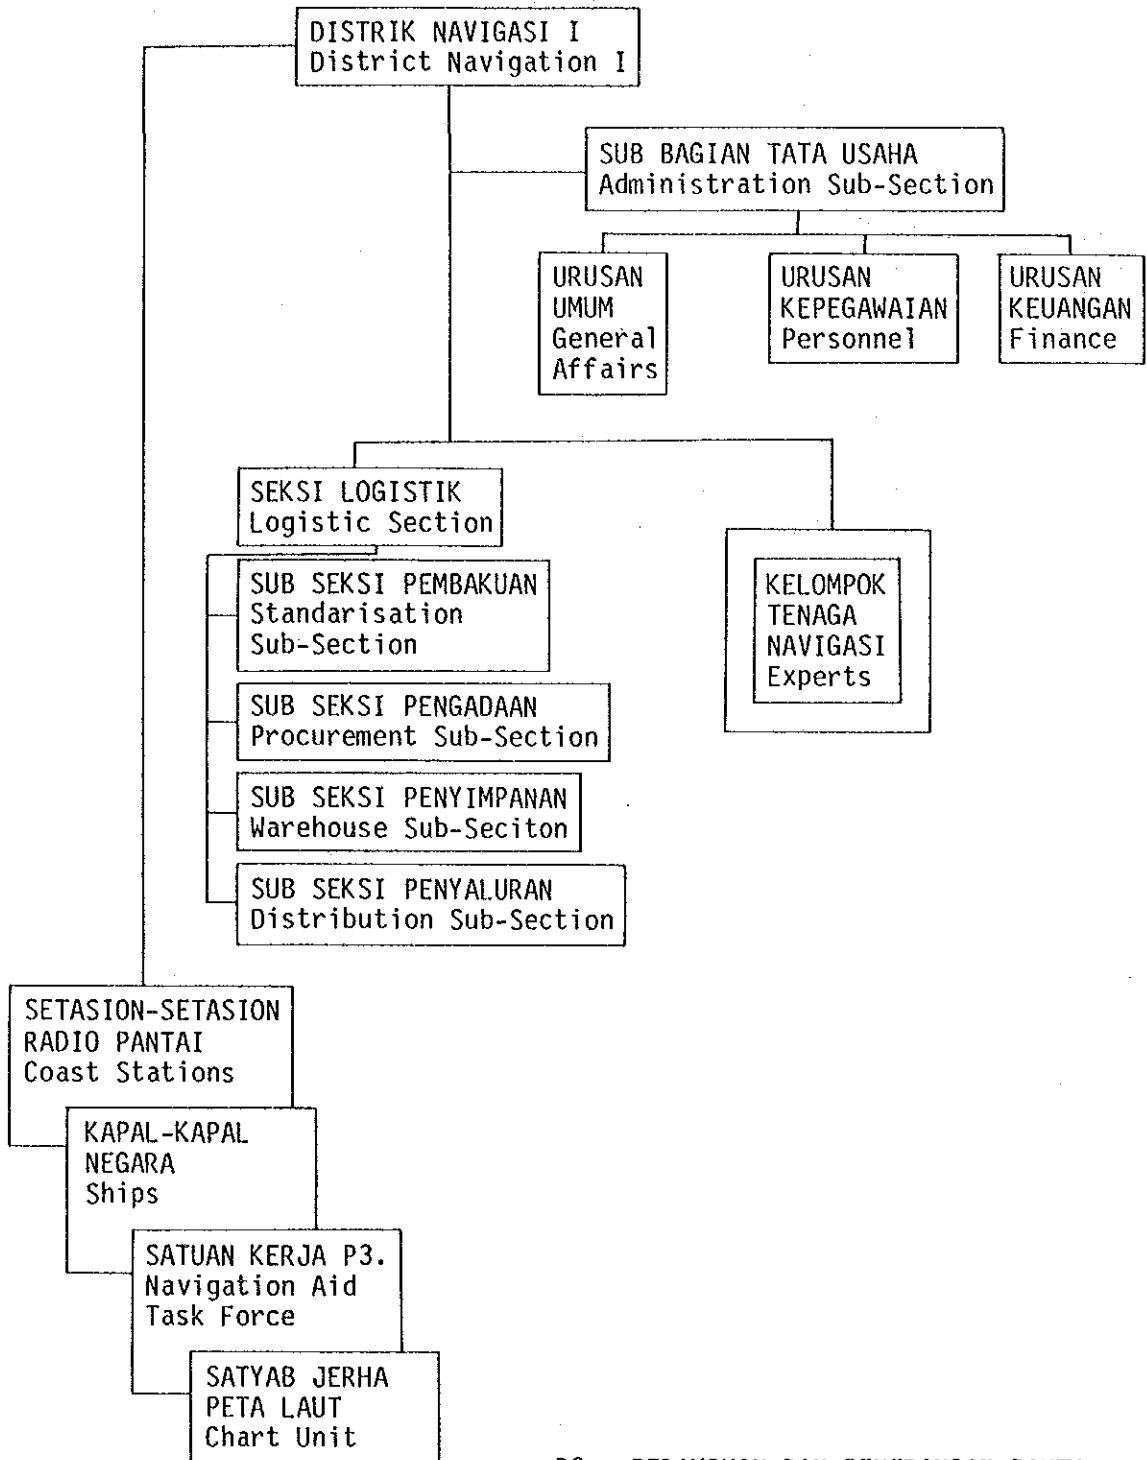 DISTRIK NAVIGASI I
District Navigation I
SUB BAGIAN TATA USAHA
Administration Sub-Section
URUSAN
UMUM
General
Affairs
URUSAN
KEPEGAWAIAN
Personnel
URUSAN
KEUANGAN
Finance
SEKSI LOGISTIK
Logistic Section
SUB SEKSI PEMBAKUAN
Standarisation
Sub-Section
SUB SEKSI PENGADAAN
Procurement Sub-Section
SUB SEKSI PENYIMPANAN
Warehouse Sub-Seciton
SUB SEKSI PENYALURAN
Distribution Sub-Section
KELOMPOK
TENAGA
NAVIGASI
Experts
SETASION-SETASION
RADIO PANTAI
Coast Stations
KAPAL-KAPAL
NEGARA
Ships
SATUAN KERJA P3.
Navigation Aid
Task Force
SATYAB JERHA
PETA LAUT
Chart Unit